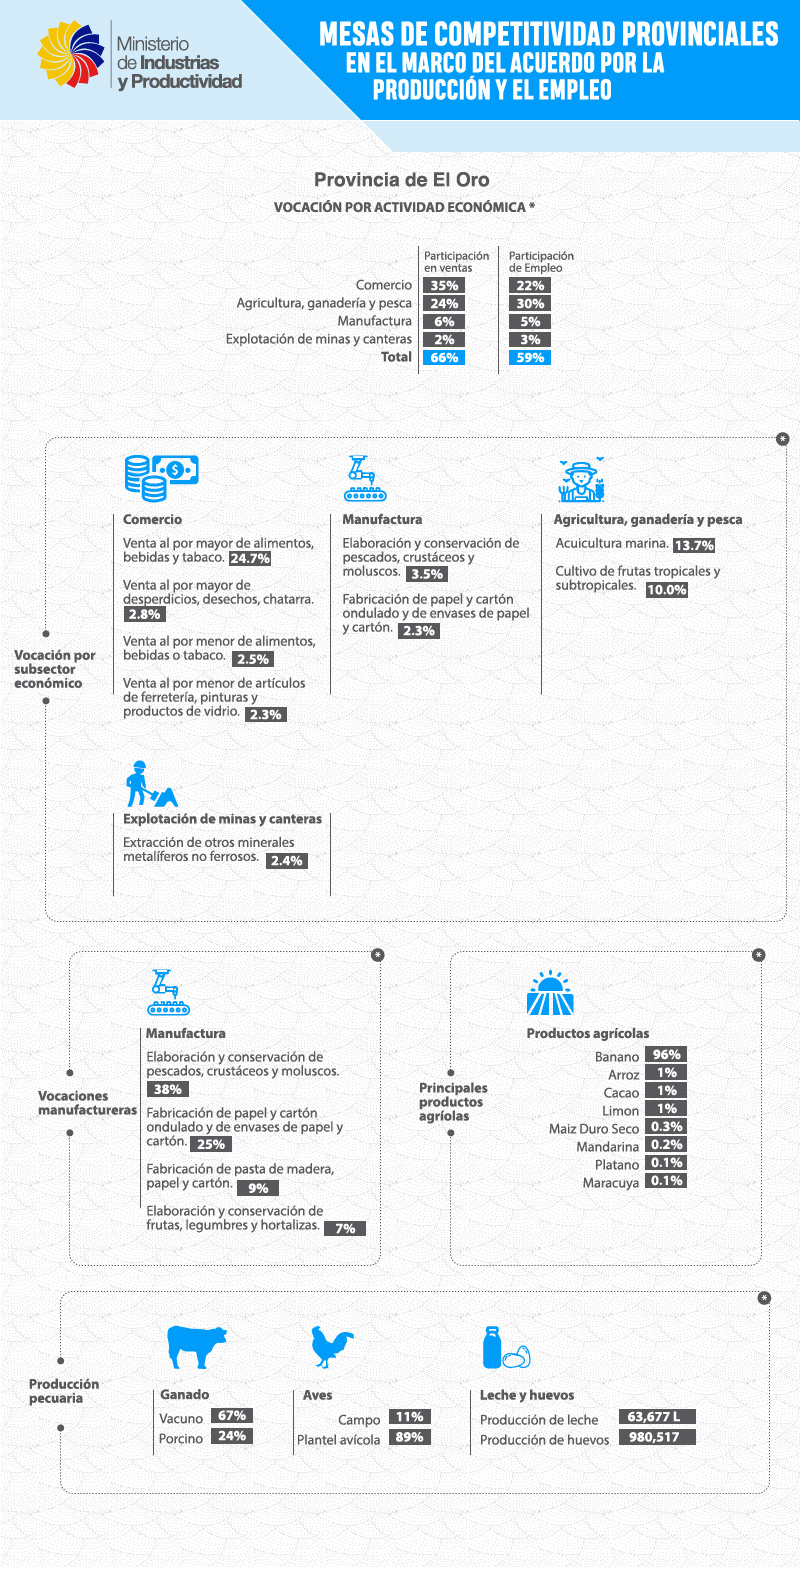 Ministerio
de Industrias
y Productividad
MESAS DE COMPETITIVIDAD PROVINCIALES
EN EL MARCO DEL ACUERDO POR LA
PRODUCCIÓN Y EL EMPLEO
Provincia de El Oro
VOCACIÓN POR ACTIVIDAD ECONÓMICA *
Participación en ventas
Participación de Empleo
Comercio 35% 22%
Agricultura, ganadería y pesca 24% 30%
Manufactura 6% 5%
Explotación de minas y canteras 2% 3%
Total 66% 59%
*
Vocación por
subsector
económico
Comercio
Venta al por mayor de alimentos,
bebidas y tabaco. 24.7%
Venta al por mayor de
desperdicios, desechos, chatarra.
2.8%
Venta al por menor de alimentos,
bebidas o tabaco. 2.5%
Venta al por menor de artículos
de ferretería, pinturas y
productos de vidrio. 2.3%
Manufactura
Elaboración y conservación de
pescados, crustáceos y
moluscos. 3.5%
Fabricación de papel y cartón
ondulado y de envases de papel
y cartón. 2.3%
Agricultura, ganadería y pesca
Acuicultura marina. 13.7%
Cultivo de frutas tropicales y
subtropicales. 10.0%
Explotación de minas y canteras
Extracción de otros minerales
metalíferos no ferrosos. 2.4%
*
Vocaciones
manufactureras
Manufactura
Elaboración y conservación de
pescados, crustáceos y moluscos.
38%
Fabricación de papel y cartón
ondulado y de envases de papel y
cartón. 25%
Fabricación de pasta de madera,
papel y cartón. 9%
Elaboración y conservación de
frutas, legumbres y hortalizas. 7%
*
Principales
productos
agríolas
Productos agrícolas
Banano 96%
Arroz 1%
Cacao 1%
Limon 1%
Maiz Duro Seco 0.3%
Mandarina 0.2%
Platano 0.1%
Maracuya 0.1%
*
Producción
pecuaria
Ganado
Vacuno 67%
Porcino 24%
Aves
Campo 11%
Plantel avícola 89%
Leche y huevos
Producción de leche 63,677 L
Producción de huevos 980,517